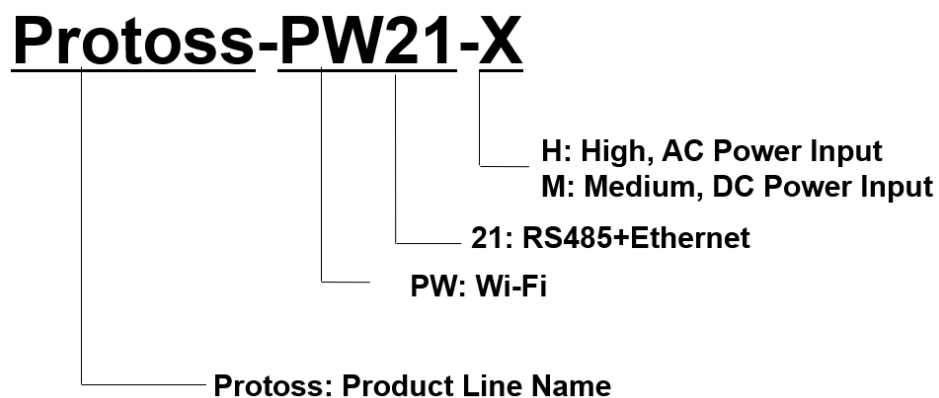 Protoss-PW21-X
H: High, AC Power Input
M: Medium, DC Power Input
21: RS485+Ethernet
PW: Wi-Fi
Protoss: Product Line Name